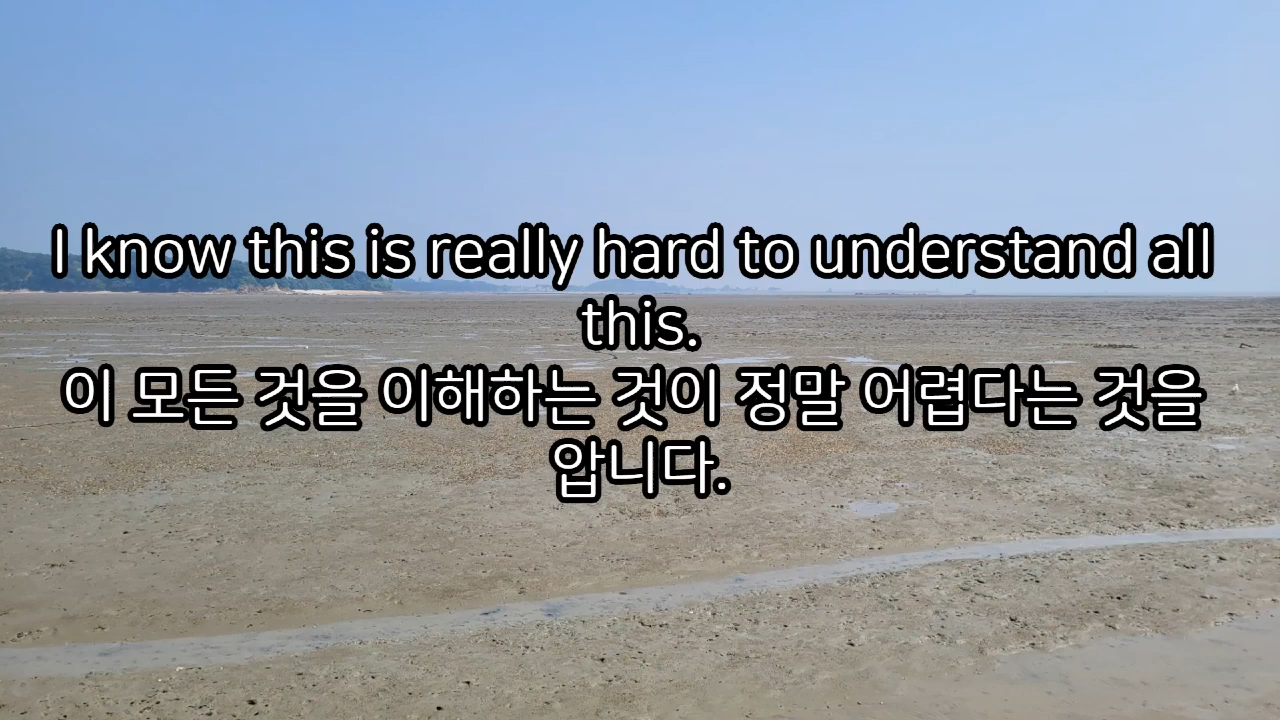 I know this is really hard to understand all
this.
이 모든 것을 이해하는 것이 정말 어렵다는 것을
압니다.